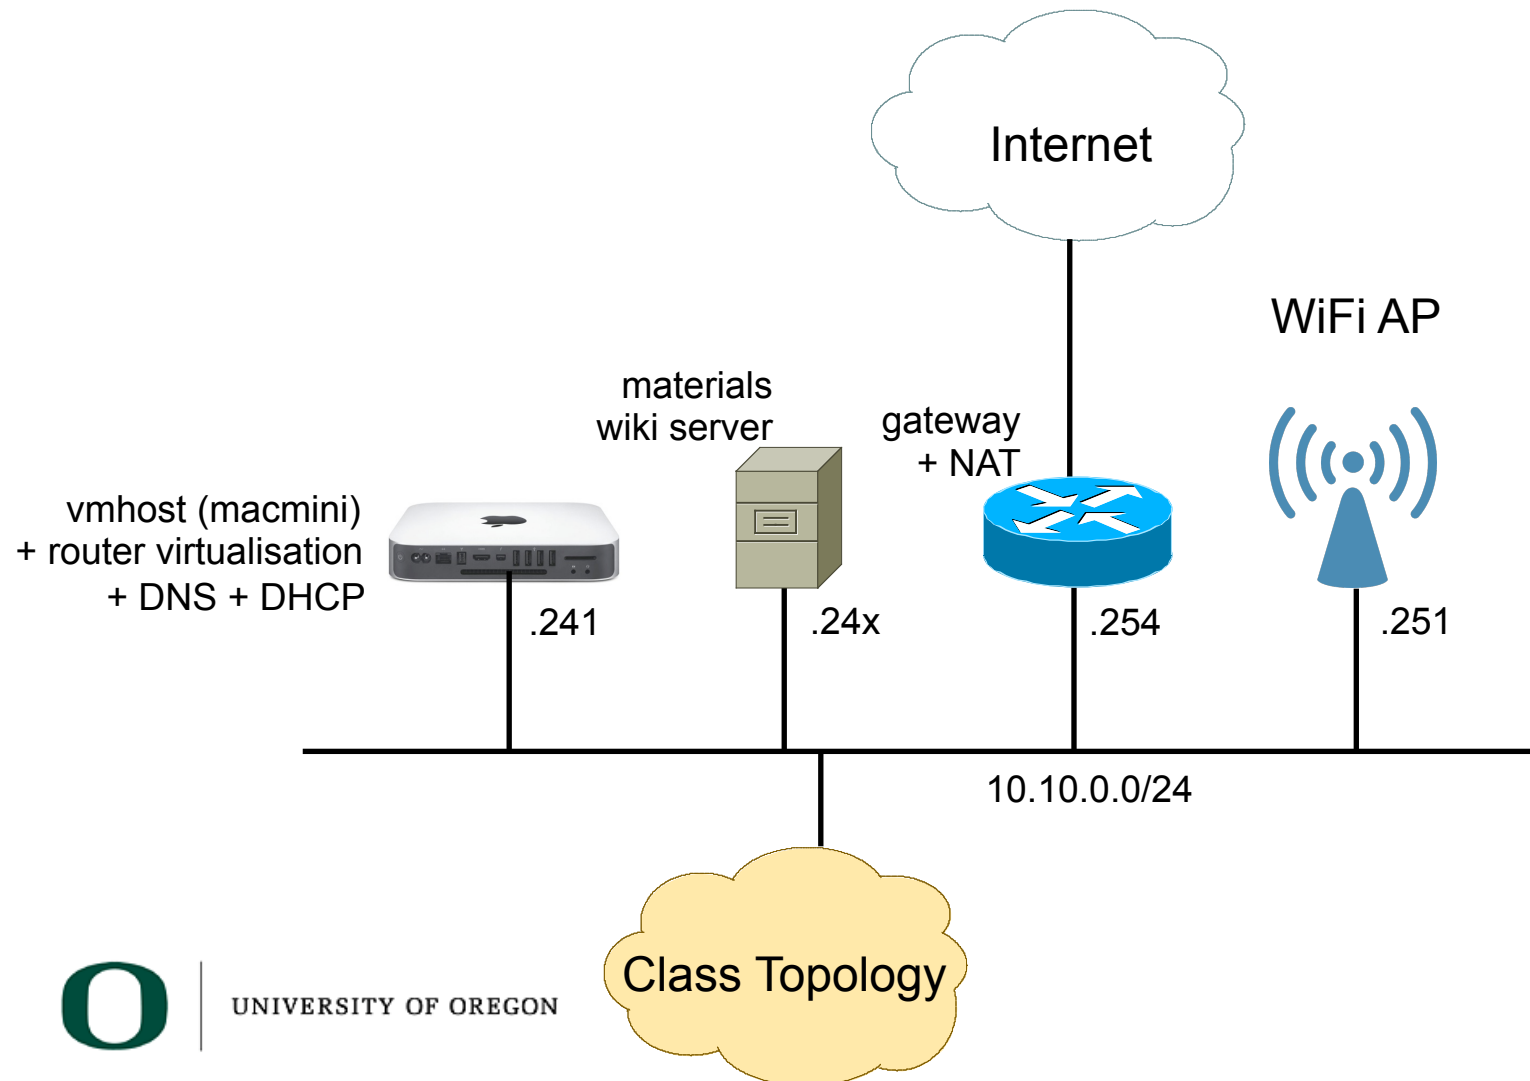 Internet
WiFi AP
materials
wiki server
gateway
+ NAT
vmhost (macmini)
+ router virtualisation
+ DNS + DHCP
.241
.24x
.254
.251
10.10.0.0/24
Class Topology
O
UNIVERSITY OF OREGON